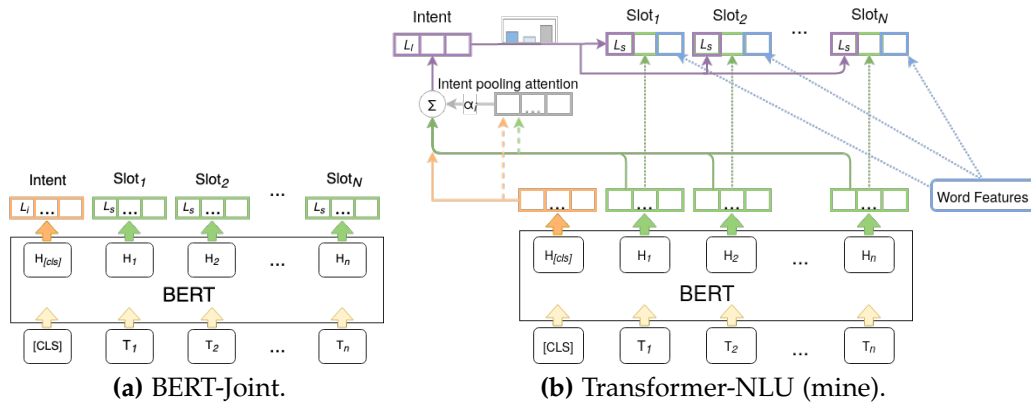 Intent Slot1 Slot2 ... SlotN
LI Ls Ls Ls
Intent pooling attention
Σ αi ...
Word Features
Intent Slot1 Slot2 ... SlotN
Li ... Ls ... Ls ... Ls ...
... ... ... ...
H[cls] H1 H2 ... Hn
BERT
[CLS] T1 T2 ... Tn
(a) BERT-Joint.
H[cls] H1 H2 ... Hn
BERT
[CLS] T1 T2 ... Tn
(b) Transformer-NLU (mine).